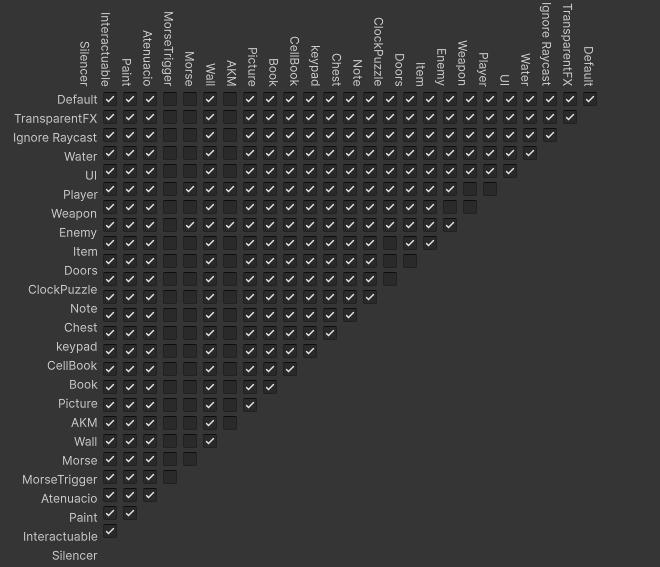 Silencer
Interactuable
Paint
Atenuacio
MorseTrigger
Morse
Wall
AKM
Picture
Book
CellBook
keypad
Chest
Note
ClockPuzzle
Doors
Item
Enemy
Weapon
Player
UI
Water
Ignore Raycast
TransparentFX
Default
Default
TransparentFX
Ignore Raycast
Water
UI
Player
Weapon
Enemy
Item
Doors
ClockPuzzle
Note
Chest
keypad
CellBook
Book
Picture
AKM
Wall
Morse
MorseTrigger
Atenuacio
Paint
Interactuable
Silencer